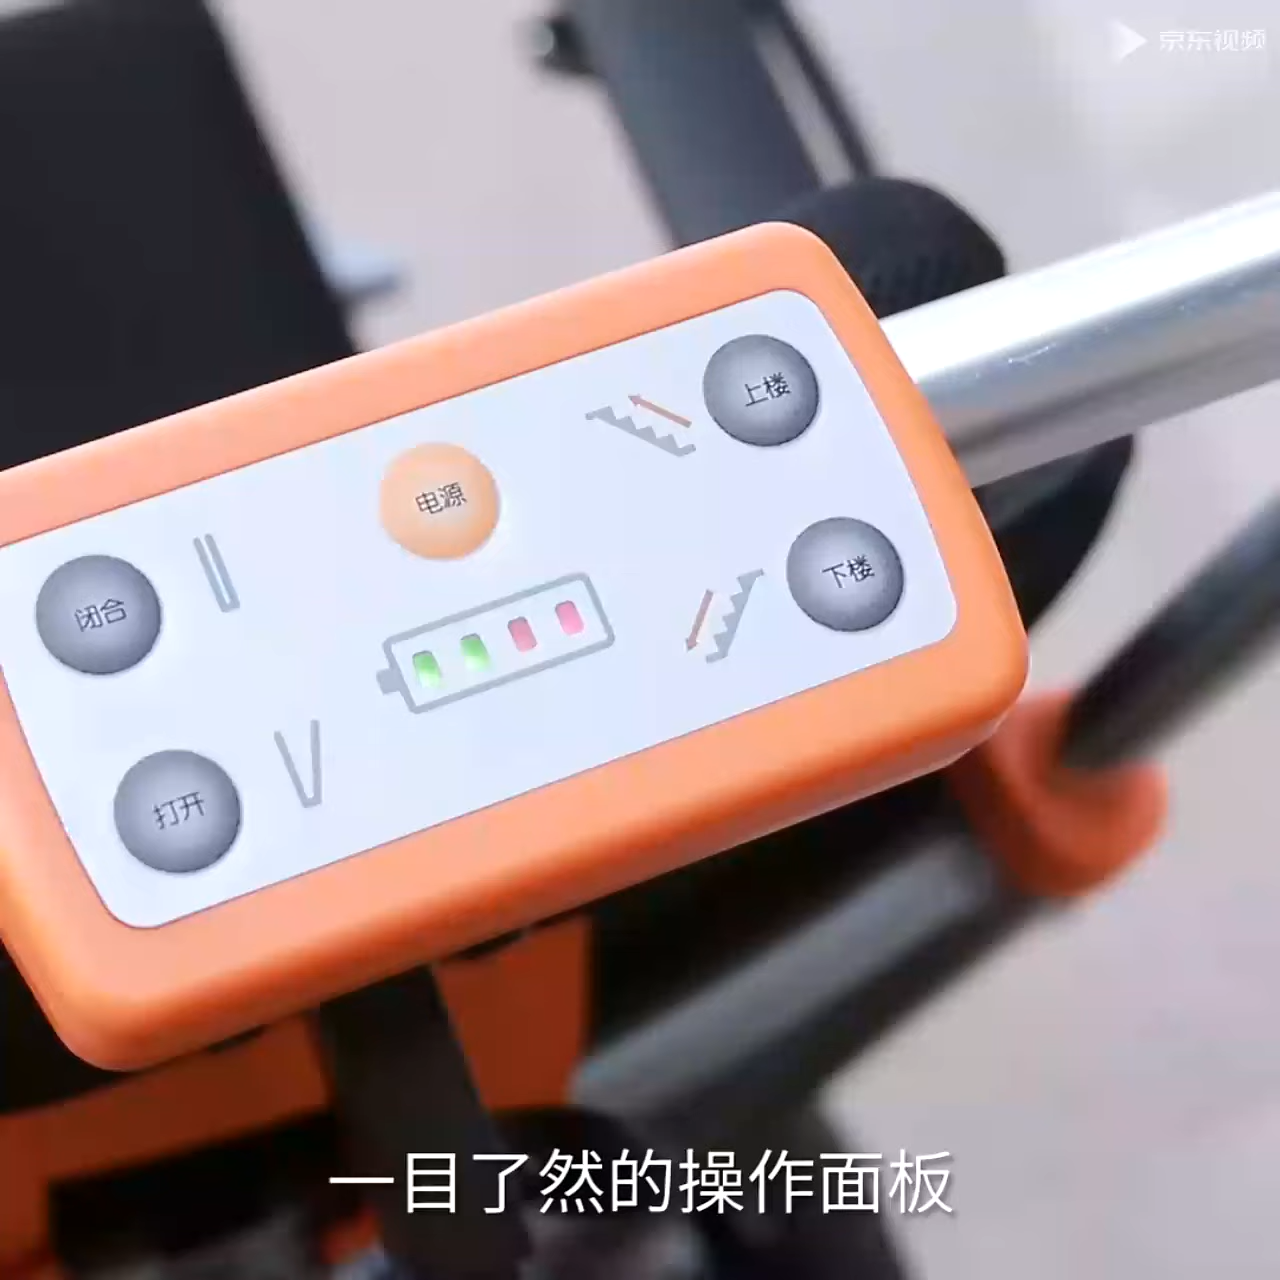 京东视频
上楼
电源
下楼
闭合
打开
一目了然的操作面板